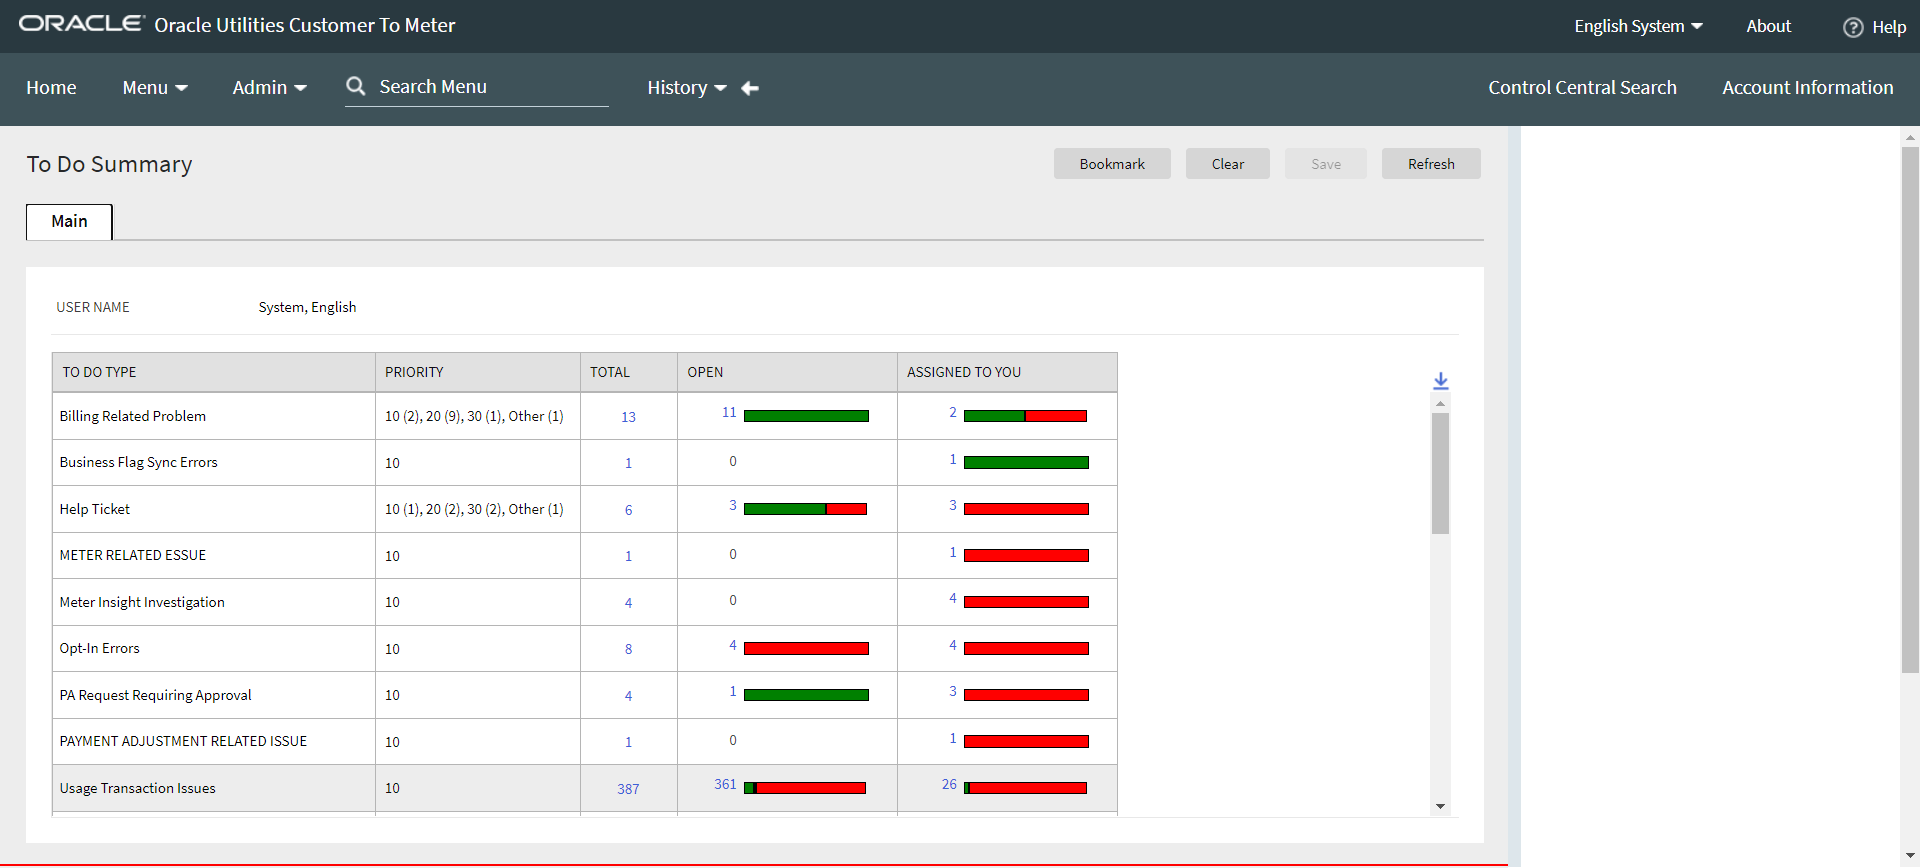 ORACLE Oracle Utilities Customer To Meter English System About Help
Home Menu Admin Search Menu History Control Central Search Account Information
To Do Summary Bookmark Clear Save Refresh
Main
USER NAME System, English
TO DO TYPE PRIORITY TOTAL OPEN ASSIGNED TO YOU
Billing Related Problem 10 (2), 20 (9), 30 (1), Other (1) 13 11 2
Business Flag Sync Errors 10 1 0 1
Help Ticket 10 (1), 20 (2), 30 (2), Other (1) 6 3 3
METER RELATED ESSUE 10 1 0 1
Meter Insight Investigation 10 4 0 4
Opt-In Errors 10 8 4 4
PA Request Requiring Approval 10 4 1 3
PAYMENT ADJUSTMENT RELATED ISSUE 10 1 0 1
Usage Transaction Issues 10 387 361 26